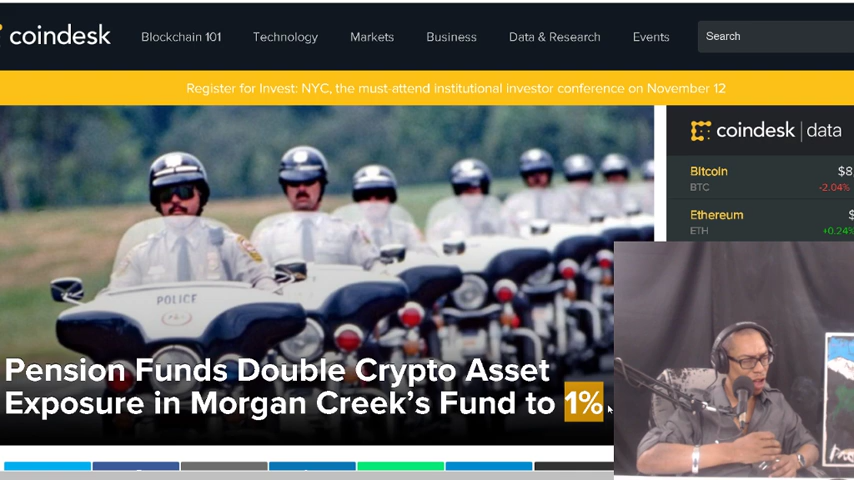 coindesk
Blockchain 101
Technology
Markets
Business
Data & Research
Events
Search
Register for Invest: NYC, the must-attend institutional investor conference on November 12
coindesk | data
Bitcoin
$8
BTC
-2.04%
Ethereum
$
ETH
+0.24%
POLICE
Pension Funds Double Crypto Asset
Exposure in Morgan Creek's Fund to 1%